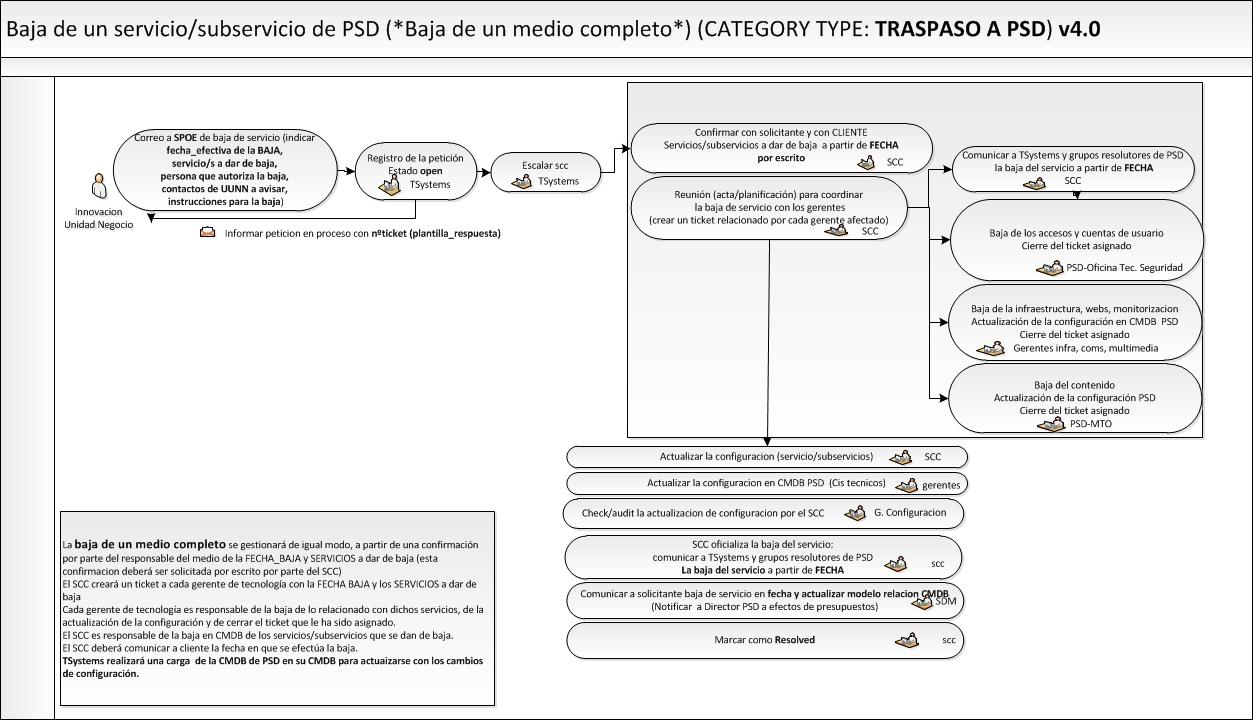 Baja de un servicio/subservicio de PSD (*Baja de un medio completo*) (CATEGORY TYPE: TRASPASO A PSD) v4.0
Innovacion
Unidad Negocio
Correo a SPOE de baja de servicio (indicar
fecha_efectiva de la BAJA,
servicio/s a dar de baja,
persona que autoriza la baja,
contactos de UUNN a avisar,
instrucciones para la baja)
Registro de la petición
Estado open
TSystems
Informar peticion en proceso con nºticket (plantilla_respuesta)
Escalar scc
TSystems
Confirmar con solicitante y con CLIENTE
Servicios/subservicios a dar de baja  a partir de FECHA
por escrito
SCC
Reunión (acta/planificación) para coordinar
la baja de servicio con los gerentes
(crear un ticket relacionado por cada gerente afectado)
SCC
Comunicar a TSystems y grupos resolutores de PSD
la baja del servicio a partir de FECHA
SCC
Baja de los accesos y cuentas de usuario
Cierre del ticket asignado
PSD-Oficina Tec. Seguridad
Baja de la infraestructura, webs, monitorizacion
Actualización de la configuración en CMDB  PSD
Cierre del ticket asignado
Gerentes infra, coms, multimedia
Baja del contenido
Actualización de la configuración PSD
Cierre del ticket asignado
PSD-MTO
Actualizar la configuracion (servicio/subservicios)
SCC
Actualizar la configuracion en CMDB PSD  (Cis tecnicos)
gerentes
Check/audit la actualizacion de configuracion por el SCC
G. Configuracion
SCC oficializa la baja del servicio:
comunicar a TSystems y grupos resolutores de PSD
La baja del servicio a partir de FECHA
scc
Comunicar a solicitante baja de servicio en fecha y actualizar modelo relacion CMDB
(Notificar  a Director PSD a efectos de presupuestos)
SDM
Marcar como Resolved
scc
La baja de un medio completo se gestionará de igual modo, a partir de una confirmación
por parte del responsable del medio de la FECHA_BAJA y SERVICIOS a dar de baja (esta
confirmacion deberá ser solicitada por escrito por parte del SCC)
El SCC creará un ticket a cada gerente de tecnología con la FECHA BAJA y los SERVICIOS a dar de
baja
Cada gerente de tecnología es responsable de la baja de lo relacionado con dichos servicios, de la
actualización de la configuración y de cerrar el ticket que le ha sido asignado.
El SCC es responsable de la baja en CMDB de los servicios/subservicios que se dan de baja.
El SCC deberá comunicar a cliente la fecha en que se efectúa la baja.
TSystems realizará una carga  de la CMDB de PSD en su CMDB para actuaizarse con los cambios
de configuración.